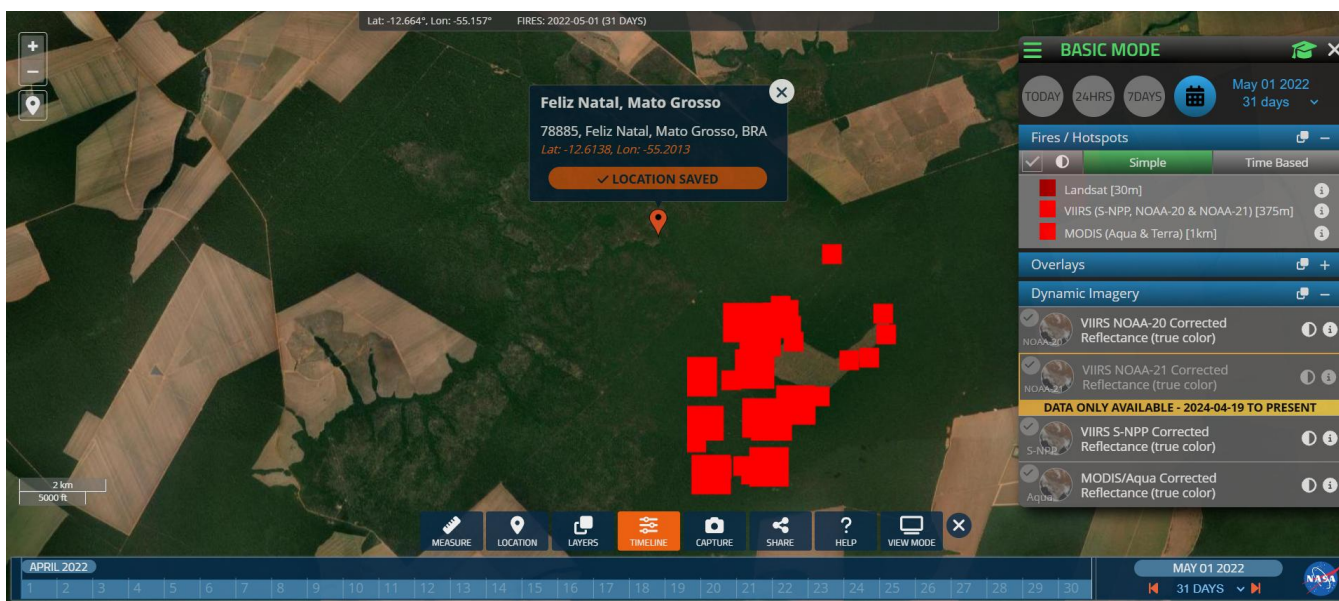 Lat: -12.664°, Lon: -55.157° FIRES: 2022-05-01 (31 DAYS)
+
−
Feliz Natal, Mato Grosso
78885, Feliz Natal, Mato Grosso, BRA
Lat: -12.6138, Lon: -55.2013
LOCATION SAVED
BASIC MODE
TODAY 24HRS 7DAYS May 01 2022
31 days
Fires / Hotspots
Simple Time Based
Landsat [30m]
VIIRS (S-NPP, NOAA-20 & NOAA-21) [375m]
MODIS (Aqua & Terra) [1km]
Overlays
Dynamic Imagery
VIIRS NOAA-20 Corrected
Reflectance (true color)
NOAA-20
VIIRS NOAA-21 Corrected
Reflectance (true color)
NOAA-21
DATA ONLY AVAILABLE - 2024-04-19 TO PRESENT
VIIRS S-NPP Corrected
Reflectance (true color)
S-NPP
MODIS/Aqua Corrected
Reflectance (true color)
Aqua
2 km
5000 ft
MEASURE LOCATION LAYERS TIMELINE CAPTURE SHARE HELP VIEW MODE
APRIL 2022
1 2 3 4 5 6 7 8 9 10 11 12 13 14 15 16 17 18 19 20 21 22 23 24 25 26 27 28 29 30
MAY 01 2022
31 DAYS
NASA